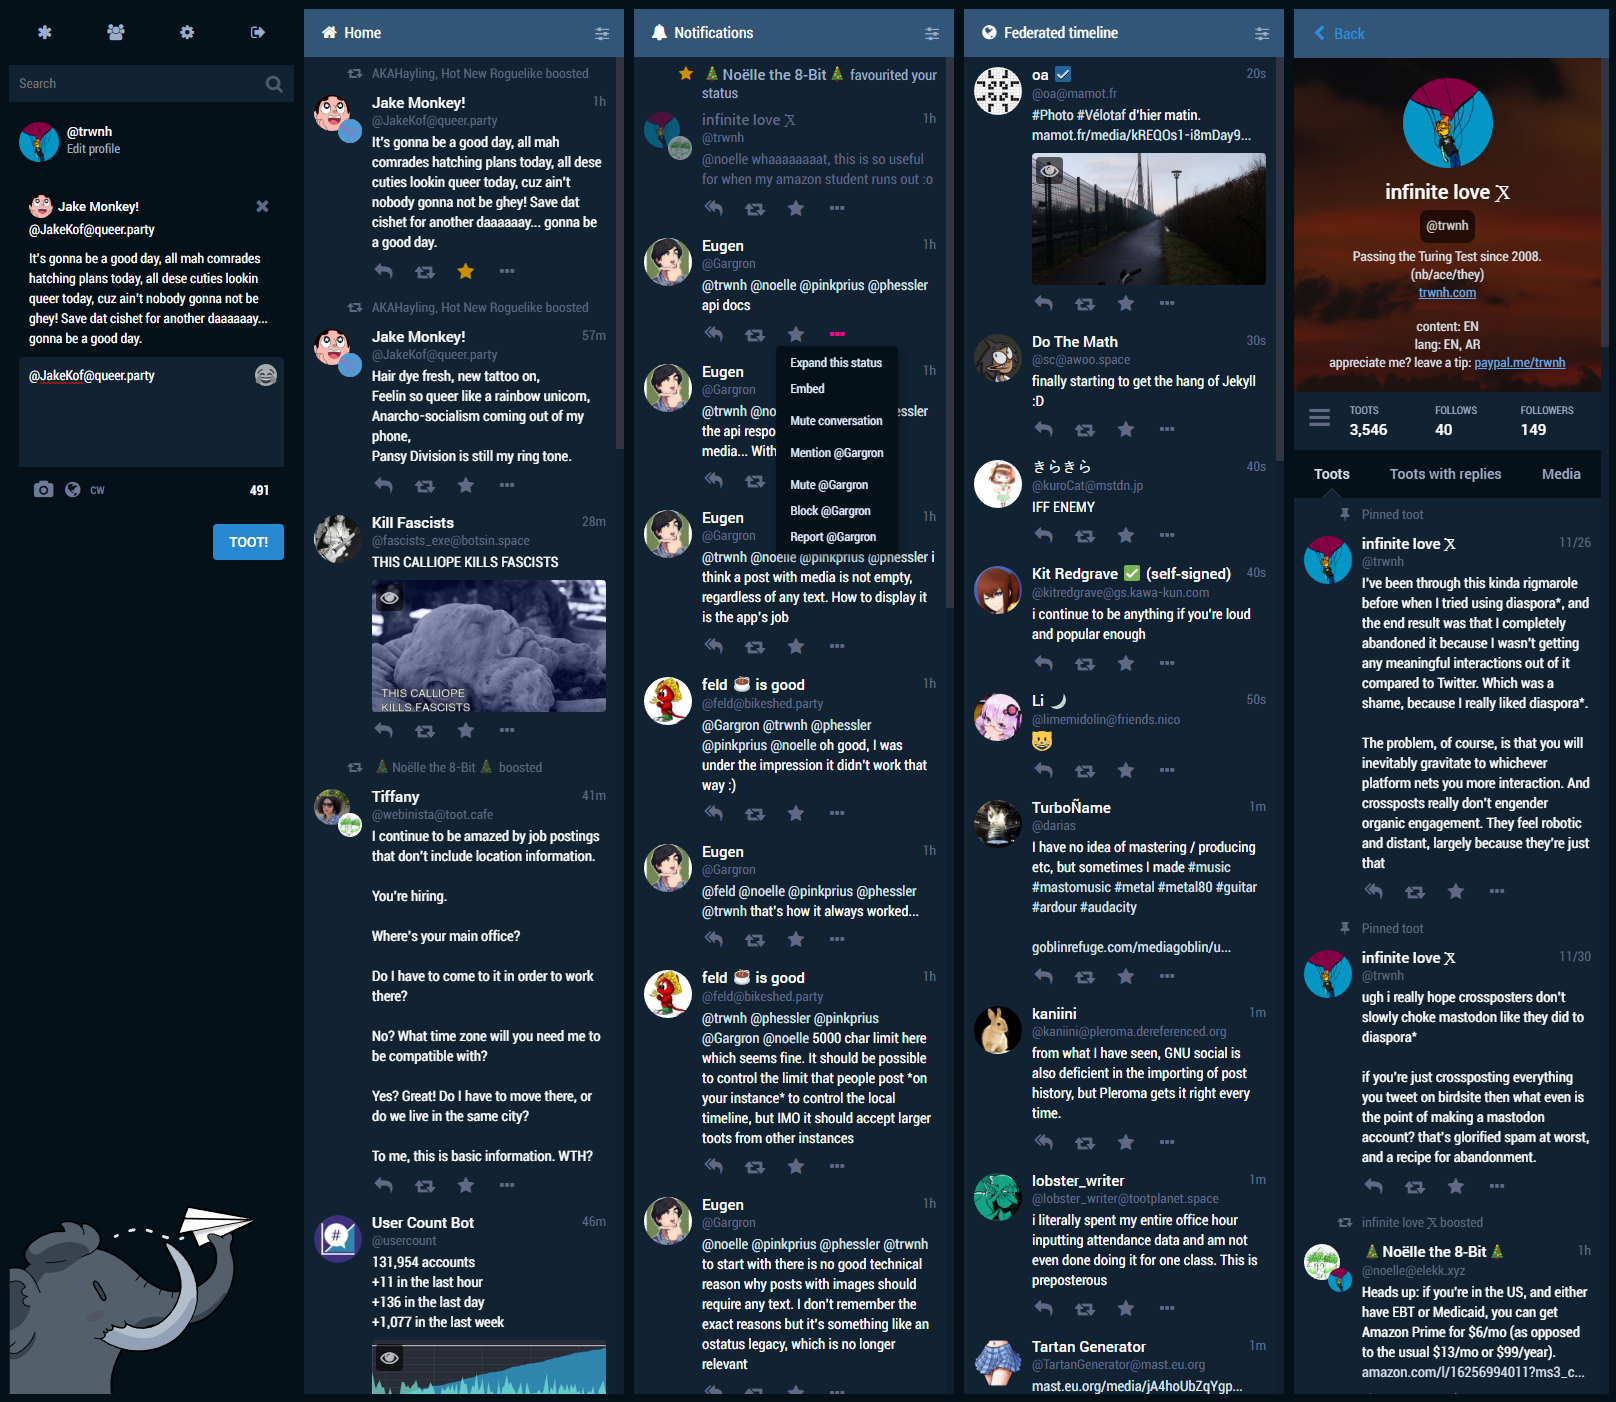 Search
@trwnh
Edit profile
Jake Monkey!
@JakeKof@queer.party
It's gonna be a good day, all mah comrades
hatching plans today, all dese cuties lookin
queer today, cuz ain't nobody gonna not be
ghey! Save dat cishet for another daaaaaay...
gonna be a good day.
@JakeKof@queer.party
CW
491
TOOT!
Home
AKAHayling, Hot New Roguelike boosted
Jake Monkey! 1h
@JakeKof@queer.party
It's gonna be a good day, all mah
comrades hatching plans today, all dese
cuties lookin queer today, cuz ain't
nobody gonna not be ghey! Save dat
cishet for another daaaaaay... gonna be
a good day.
AKAHayling, Hot New Roguelike boosted
Jake Monkey! 57m
@JakeKof@queer.party
Hair dye fresh, new tattoo on,
Feelin so queer like a rainbow unicorn,
Anarcho-socialism coming out of my
phone,
Pansy Division is still my ring tone.
Kill Fascists 28m
@fascists_exe@botsin.space
THIS CALLIOPE KILLS FASCISTS
THIS CALLIOPE
KILLS FASCISTS
🎄 Noëlle the 8-Bit 🎄 boosted
Tiffany 41m
@webinista@toot.cafe
I continue to be amazed by job postings
that don't include location information.
You're hiring.
Where's your main office?
Do I have to come to it in order to work
there?
No? What time zone will you need me to
be compatible with?
Yes? Great! Do I have to move there, or
do we live in the same city?
To me, this is basic information. WTH?
User Count Bot 46m
@usercount
131,954 accounts
+11 in the last hour
+136 in the last day
+1,077 in the last week
Notifications
🎄 Noëlle the 8-Bit 🎄 favourited your
status
infinite love 𝕏 1h
@trwnh
@noelle whaaaaaaaat, this is so useful
for when my amazon student runs out :o
Eugen 1h
@Gargron
@trwnh @noelle @pinkprius @phessler
api docs
Expand this status
Embed
Mute conversation
Mention @Gargron
Mute @Gargron
Block @Gargron
Report @Gargron
Eugen 1h
@Gargron
@trwnh
the api
media... With
Eugen 1h
@Gargron
@trwnh @noelle @pinkprius @phessler i
think a post with media is not empty,
regardless of any text. How to display it
is the app's job
feld ☕ is good 1h
@feld@bikeshed.party
@Gargron @trwnh @phessler
@pinkprius @noelle oh good, I was
under the impression it didn't work that
way :)
Eugen 1h
@Gargron
@feld @noelle @pinkprius @phessler
@trwnh that's how it always worked...
feld ☕ is good 1h
@feld@bikeshed.party
@trwnh @phessler @pinkprius
@Gargron @noelle 5000 char limit here
which seems fine. It should be possible
to control the limit that people post *on
your instance* to control the local
timeline, but IMO it should accept larger
toots from other instances
Eugen 1h
@Gargron
@noelle @pinkprius @phessler @trwnh
to start with there is no good technical
reason why posts with images should
require any text. I don't remember the
exact reasons but it's something like an
ostatus legacy, which is no longer
relevant
Federated timeline
oa ☑ 20s
@oa@mamot.fr
#Photo #Vélotaf d'hier matin.
mamot.fr/media/kREQOs1-i8mDay9...
Do The Math 30s
@sc@awoo.space
finally starting to get the hang of Jekyll
:D
きらきら 40s
@kuroCat@mstdn.jp
IFF ENEMY
Kit Redgrave ✅ (self-signed) 40s
@kitredgrave@gs.kawa-kun.com
i continue to be anything if you're loud
and popular enough
Li 🌙 50s
@limemidolin@friends.nico
😺
TurboÑame 1m
@darias
I have no idea of mastering / producing
etc, but sometimes I made #music
#mastomusic #metal #metal80 #guitar
#ardour #audacity
goblinrefuge.com/mediagoblin/u...
kaniini 1m
@kaniini@pleroma.dereferenced.org
from what I have seen, GNU social is
also deficient in the importing of post
history, but Pleroma gets it right every
time.
lobster_writer 1m
@lobster_writer@tootplanet.space
i literally spent my entire office hour
inputting attendance data and am not
even done doing it for one class. This is
preposterous
Tartan Generator 1m
@TartanGenerator@mast.eu.org
mast.eu.org/media/jA4hoUbZqYgp...
Back
infinite love 𝕏
@trwnh
Passing the Turing Test since 2008.
(nb/ace/they)
trwnh.com
content: EN
lang: EN, AR
appreciate me? leave a tip: paypal.me/trwnh
TOOTS FOLLOWS FOLLOWERS
3,546 40 149
Toots Toots with replies Media
Pinned toot
infinite love 𝕏 11/26
@trwnh
I've been through this kinda rigmarole
before when I tried using diaspora*, and
the end result was that I completely
abandoned it because I wasn't getting
any meaningful interactions out of it
compared to Twitter. Which was a
shame, because I really liked diaspora*.
The problem, of course, is that you will
inevitably gravitate to whichever
platform nets you more interaction. And
crossposts really don't engender
organic engagement. They feel robotic
and distant, largely because they're just
that
Pinned toot
infinite love 𝕏 11/30
@trwnh
ugh i really hope crossposters don't
slowly choke mastodon like they did to
diaspora*
if you're just crossposting everything
you tweet on birdsite then what even is
the point of making a mastodon
account? that's glorified spam at worst,
and a recipe for abandonment.
infinite love 𝕏 boosted
🎄 Noëlle the 8-Bit 🎄 1h
@noelle@elekk.xyz
Heads up: if you're in the US, and either
have EBT or Medicaid, you can get
Amazon Prime for $6/mo (as opposed
to the usual $13/mo or $99/year).
amazon.com/l/16256994011?ms3_c...